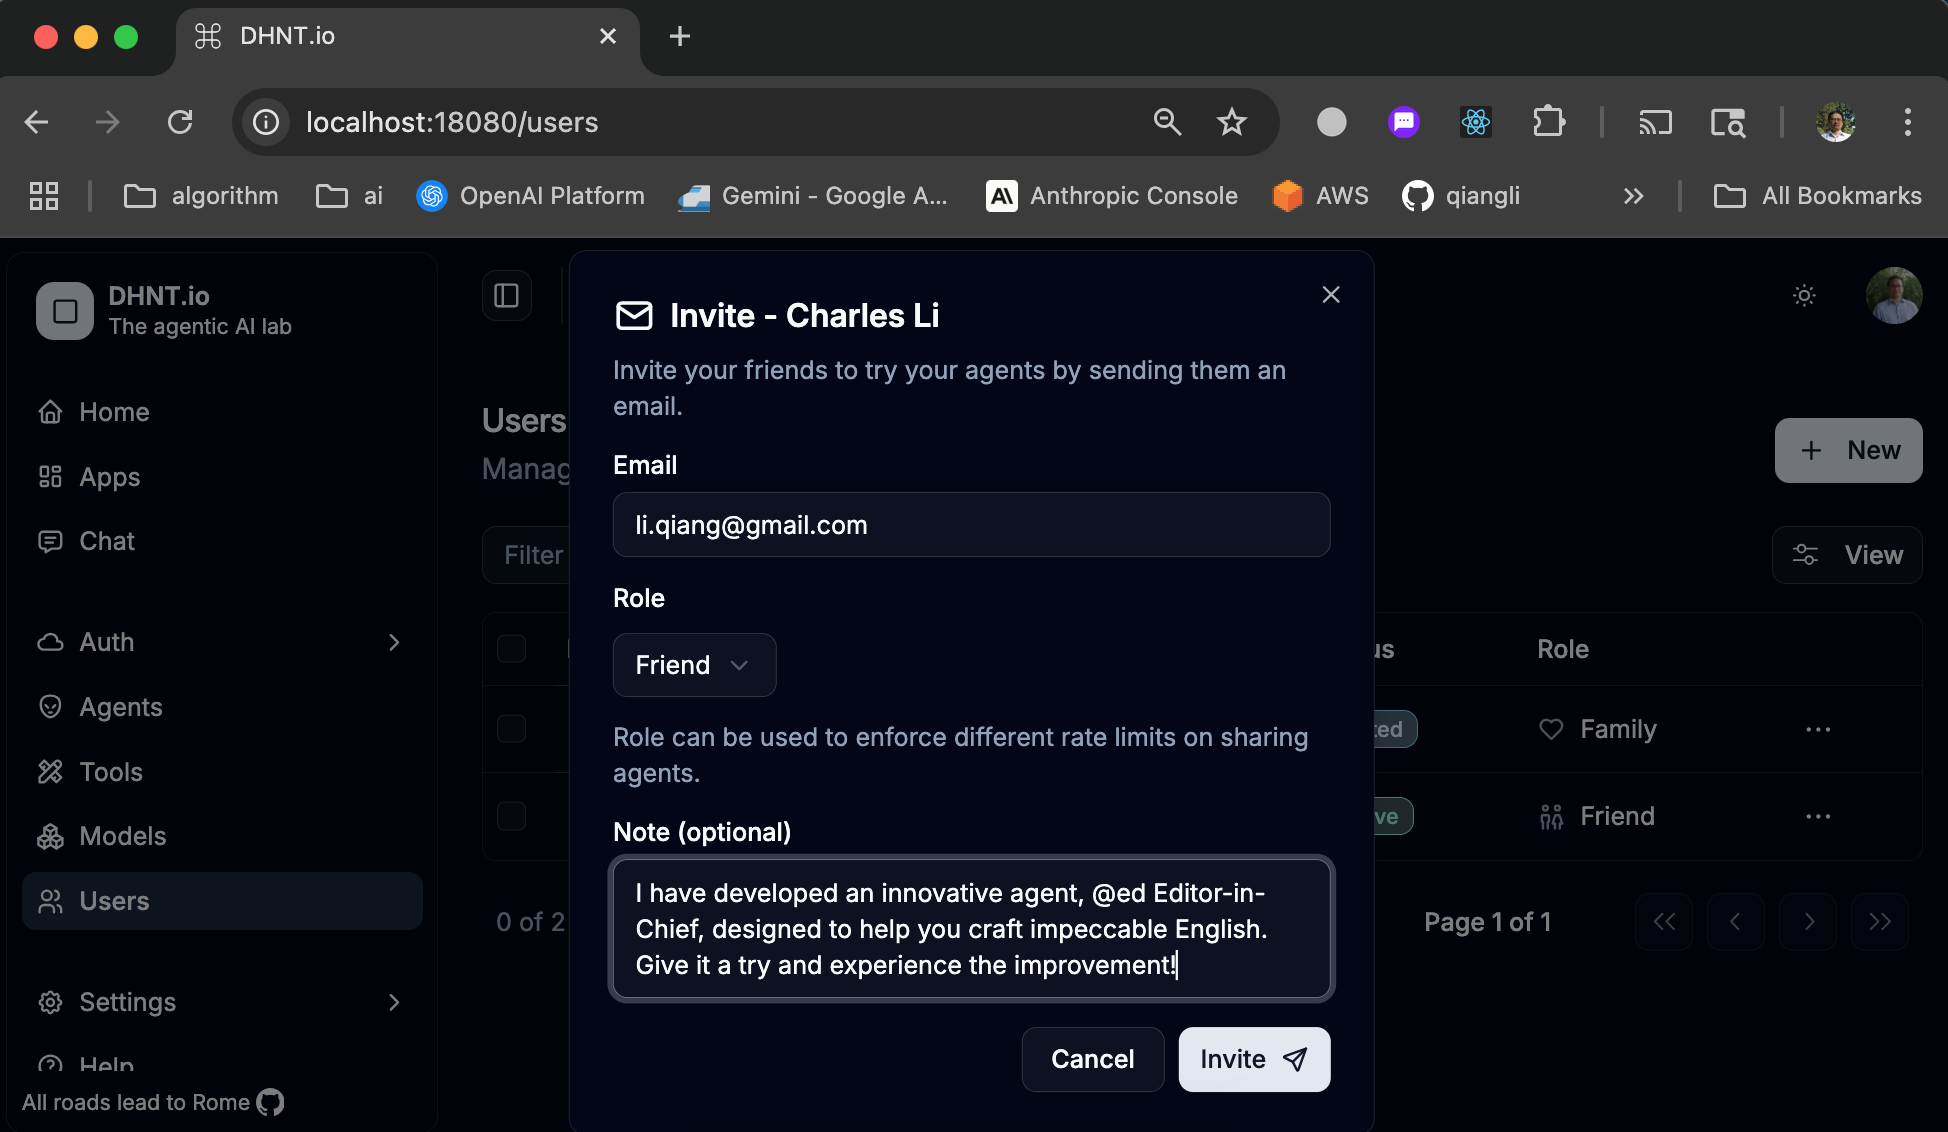 DHNT.io
localhost:18080/users
algorithm
ai
OpenAI Platform
Gemini - Google A...
Anthropic Console
AWS
qiangli
All Bookmarks
DHNT.io
The agentic AI lab
Home
Apps
Chat
Auth
Agents
Tools
Models
Users
Settings
Help
All roads lead to Rome
Users
Manag
Filter
0 of 2
Invite - Charles Li
Invite your friends to try your agents by sending them an
email.
Email
li.qiang@gmail.com
Role
Friend
Role can be used to enforce different rate limits on sharing
agents.
Note (optional)
I have developed an innovative agent, @ed Editor-in-
Chief, designed to help you craft impeccable English.
Give it a try and experience the improvement!
Cancel
Invite
New
View
us
Role
ted
Family
ve
Friend
Page 1 of 1